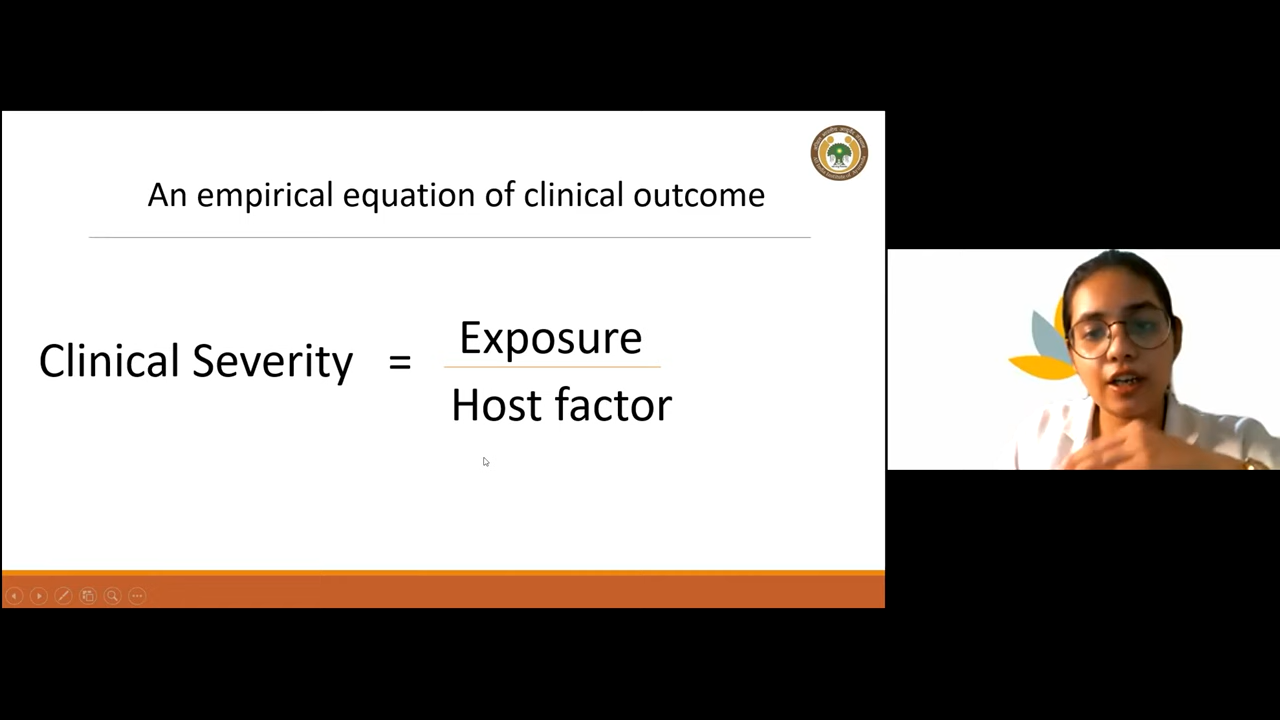 An empirical equation of clinical outcome
Clinical Severity = Exposure
Host factor